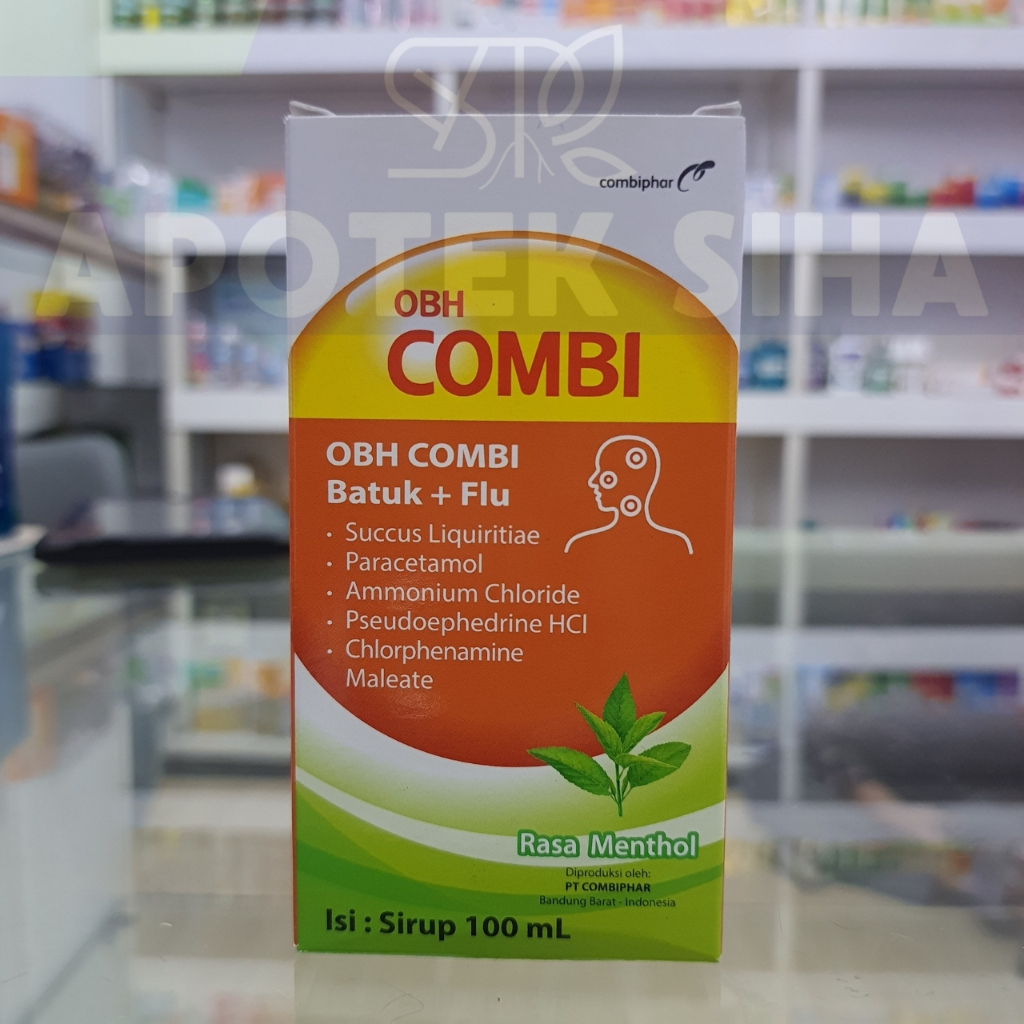 combiphar
APOTEK SIHA
OBH
COMBI
OBH COMBI
Batuk + Flu
• Succus Liquiritiae
• Paracetamol
• Ammonium Chloride
• Pseudoephedrine HCl
• Chlorphenamine
Maleate
Rasa Menthol
Diproduksi oleh:
PT COMBIPHAR
Bandung Barat - Indonesia
Isi : Sirup 100 mL